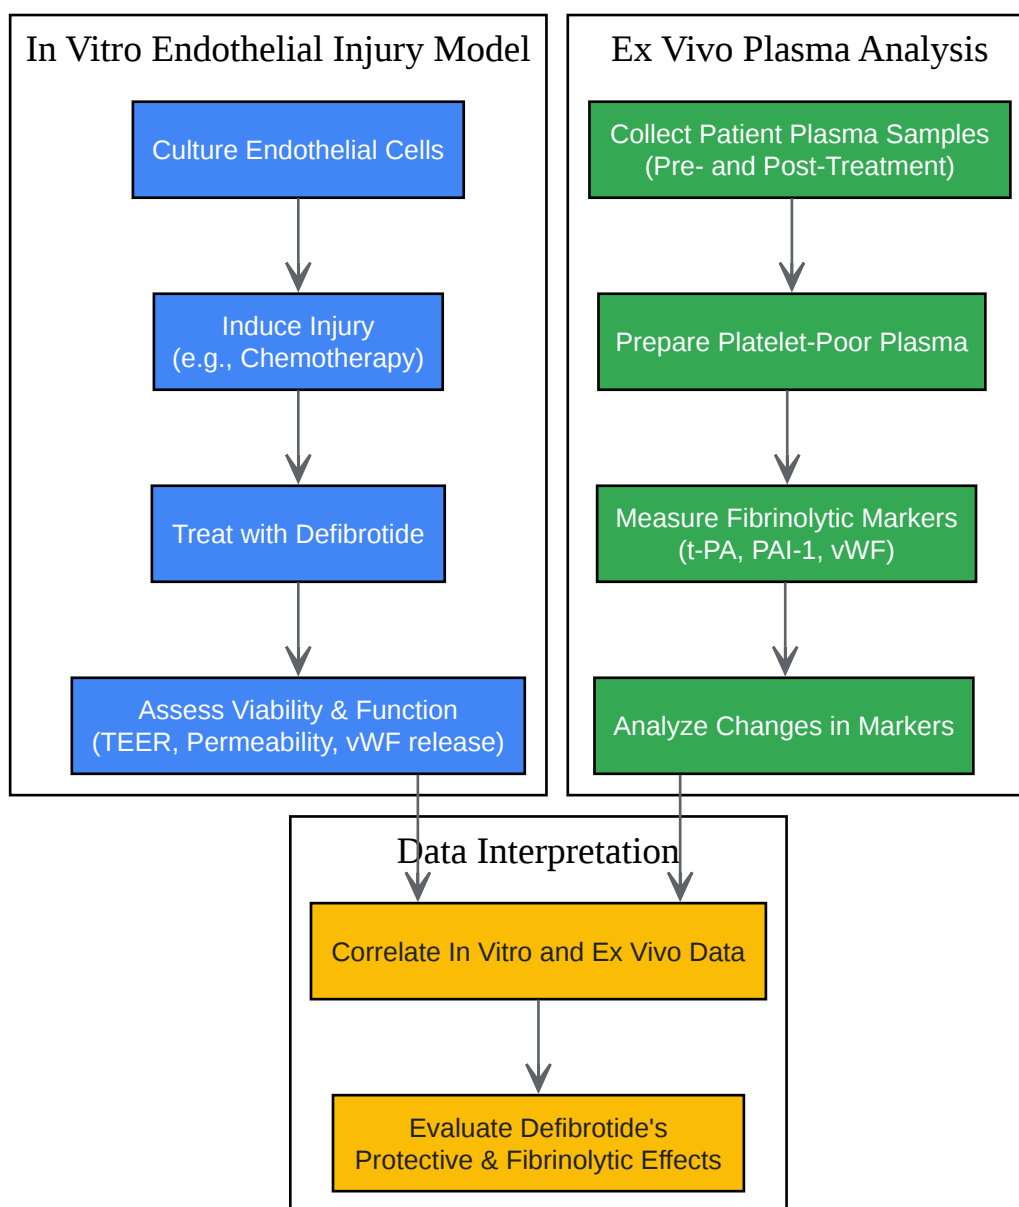 In Vitro Endothelial Injury Model
Culture Endothelial Cells
Induce Injury
(e.g., Chemotherapy)
Treat with Defibrotide
Assess Viability & Function
(TEER, Permeability, vWF release)
Ex Vivo Plasma Analysis
Collect Patient Plasma Samples
(Pre- and Post-Treatment)
Prepare Platelet-Poor Plasma
Measure Fibrinolytic Markers
(t-PA, PAI-1, vWF)
Analyze Changes in Markers
Data Interpretation
Correlate In Vitro and Ex Vivo Data
Evaluate Defibrotide's
Protective & Fibrinolytic Effects